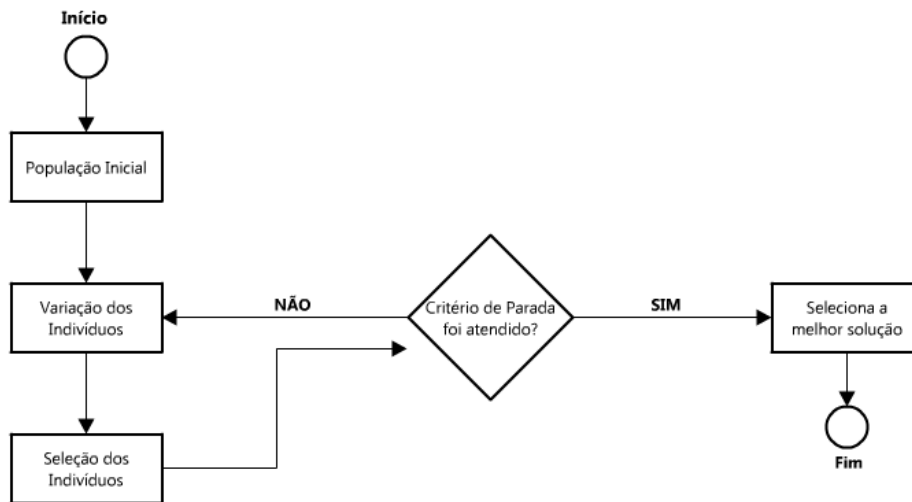 Início
População Inicial
Variação dos
Indivíduos
Seleção dos
Indivíduos
NÃO
Critério de Parada
foi atendido?
SIM
Seleciona a
melhor solução
Fim